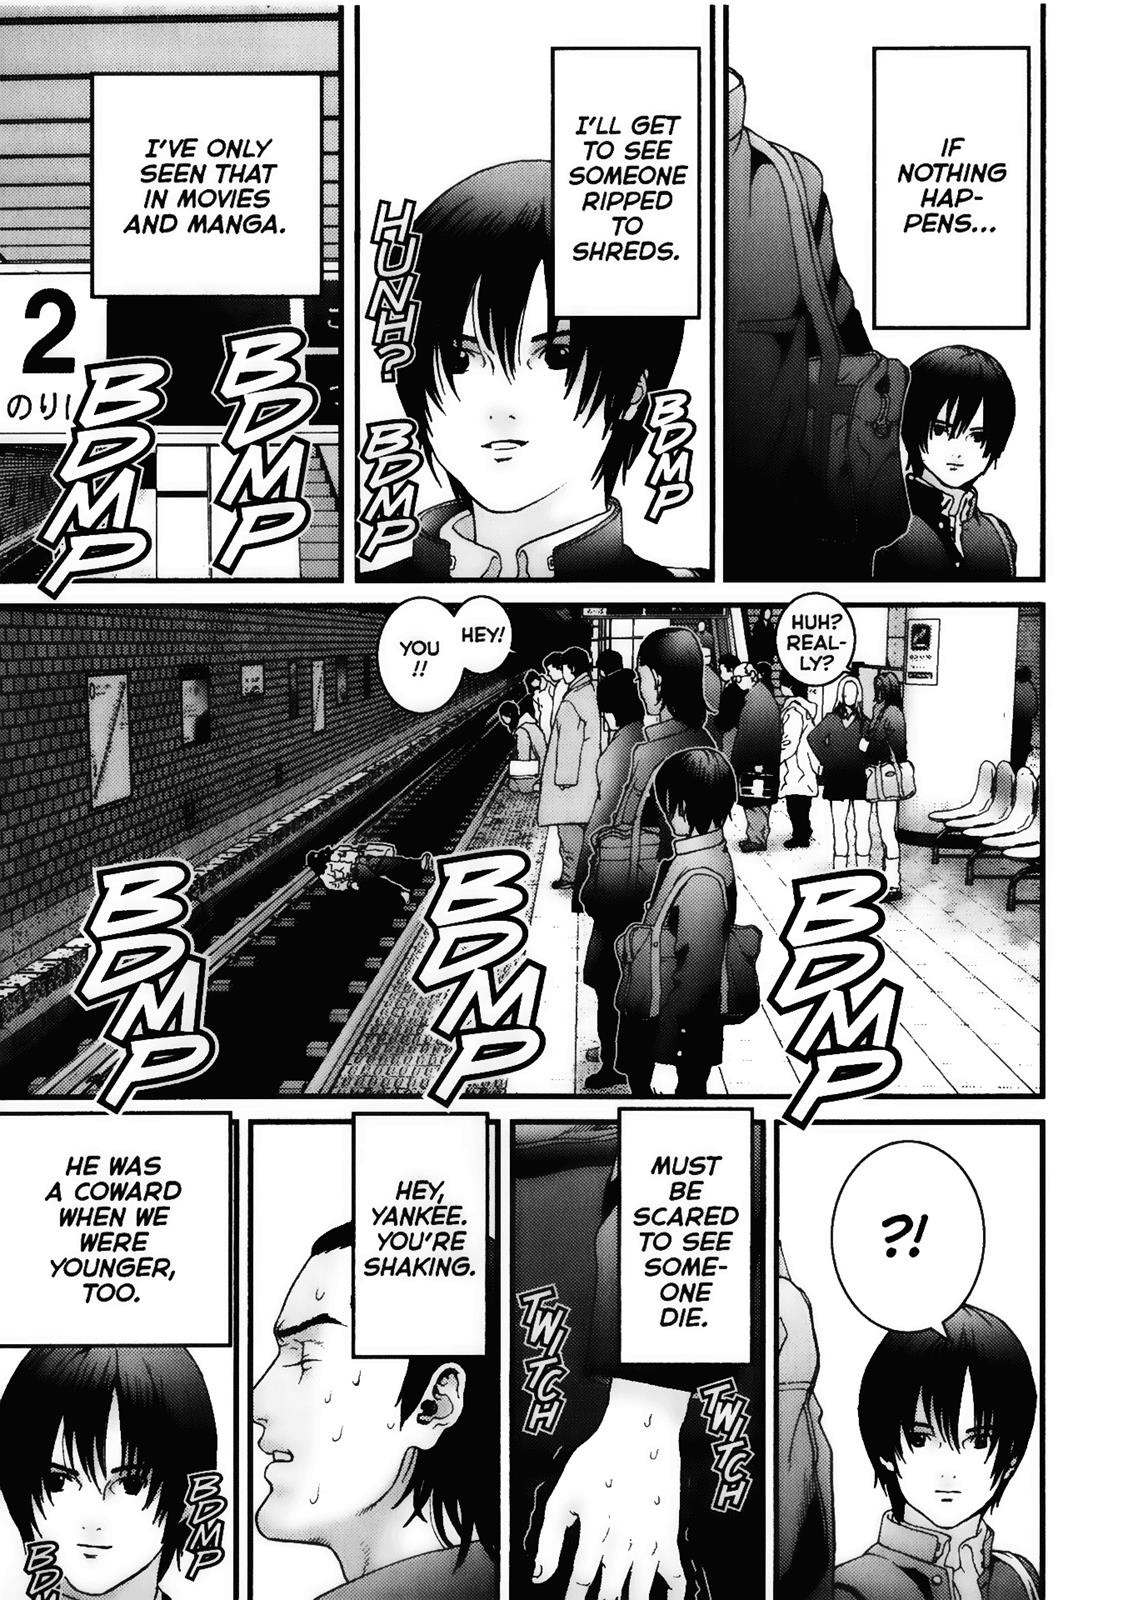 IF
NOTHING
HAP-
PENS...
I'LL GET
TO SEE
SOMEONE
RIPPED
TO
SHREDS.
HUNH?
BDMP
BDMP
I'VE ONLY
SEEN THAT
IN MOVIES
AND MANGA.
2
のりば
BDMP
BDMP
HUH?
REAL-
LY?
HEY!
YOU
!!
BDMP
BDMP
BDMP
?!
MUST
BE
SCARED
TO SEE
SOME-
ONE
DIE.
TWITCH
TWITCH
HEY,
YANKEE.
YOU'RE
SHAKING.
HE WAS
A COWARD
WHEN WE
WERE
YOUNGER,
TOO.
BDMP
BDMP